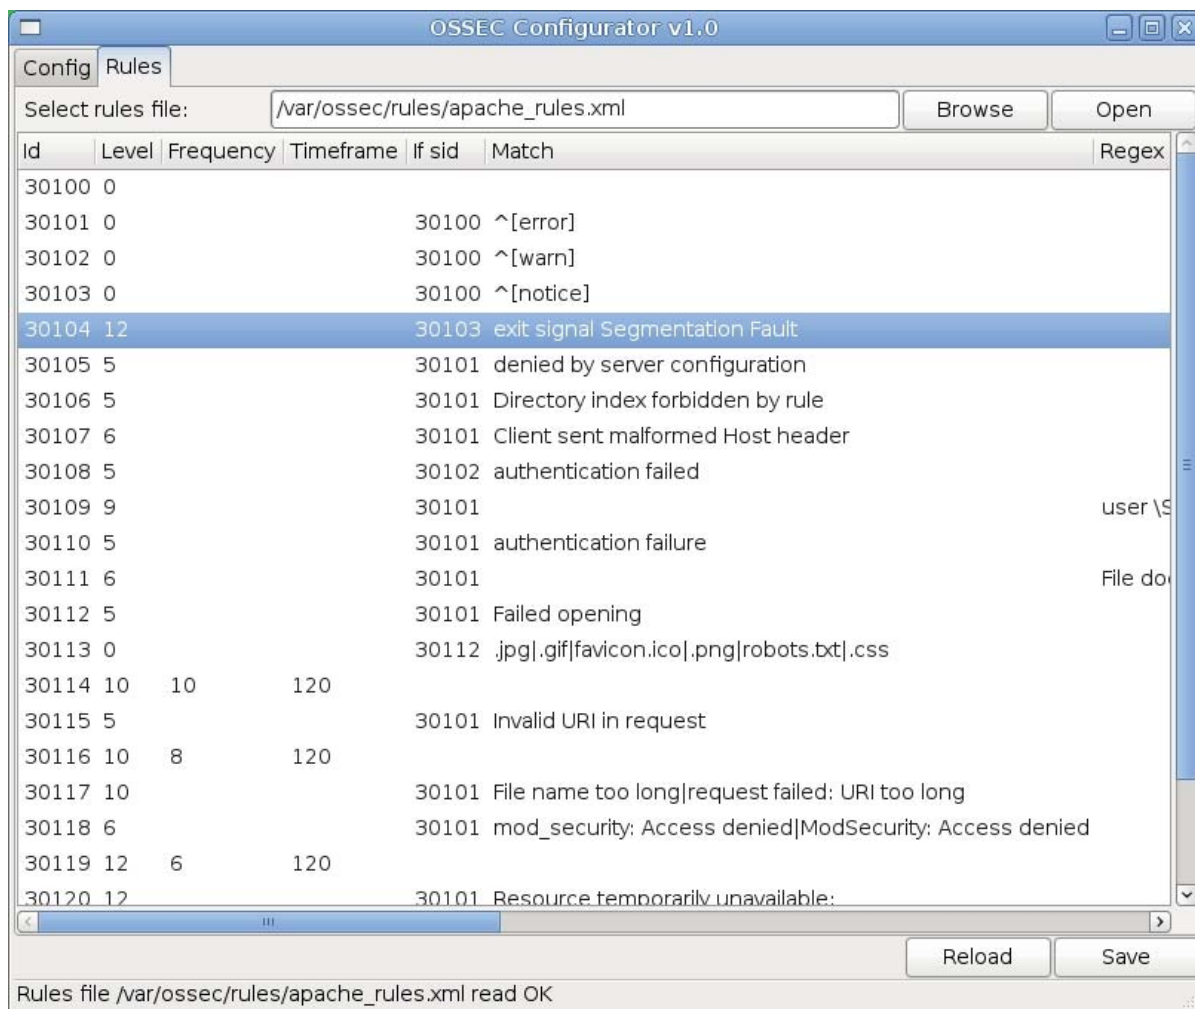 OSSEC Configurator v1.0
Config Rules
Select rules file: /var/ossec/rules/apache_rules.xml Browse Open
Id Level Frequency Timeframe If sid Match Regex
30100 0
30101 0 30100 ^[error]
30102 0 30100 ^[warn]
30103 0 30100 ^[notice]
30104 12 30103 exit signal Segmentation Fault
30105 5 30101 denied by server configuration
30106 5 30101 Directory index forbidden by rule
30107 6 30101 Client sent malformed Host header
30108 5 30102 authentication failed
30109 9 30101 user \S
30110 5 30101 authentication failure
30111 6 30101 File do
30112 5 30101 Failed opening
30113 0 30112 .jpg|.gif|favicon.ico|.png|robots.txt|.css
30114 10 10 120
30115 5 30101 Invalid URI in request
30116 10 8 120
30117 10 30101 File name too long|request failed: URI too long
30118 6 30101 mod_security: Access denied|ModSecurity: Access denied
30119 12 6 120
30120 12 30101 Resource temporarily unavailable:
Reload Save
Rules file /var/ossec/rules/apache_rules.xml read OK